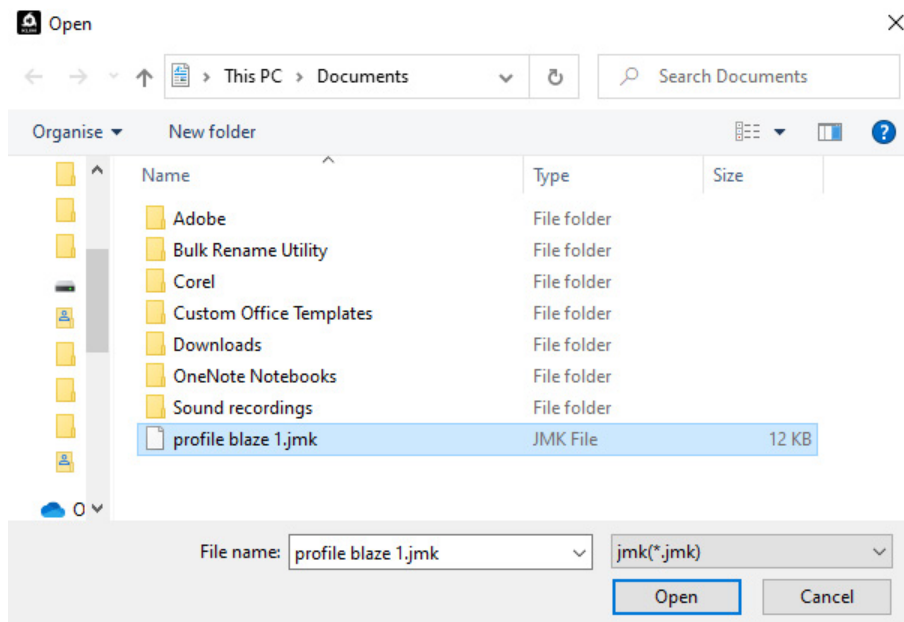 Open
This PC > Documents
Search Documents
Organise
New folder
Name Type Size
Adobe File folder
Bulk Rename Utility File folder
Corel File folder
Custom Office Templates File folder
Downloads File folder
OneNote Notebooks File folder
Sound recordings File folder
profile blaze 1.jmk JMK File 12 KB
O
File name: profile blaze 1.jmk jmk(*.jmk)
Open Cancel